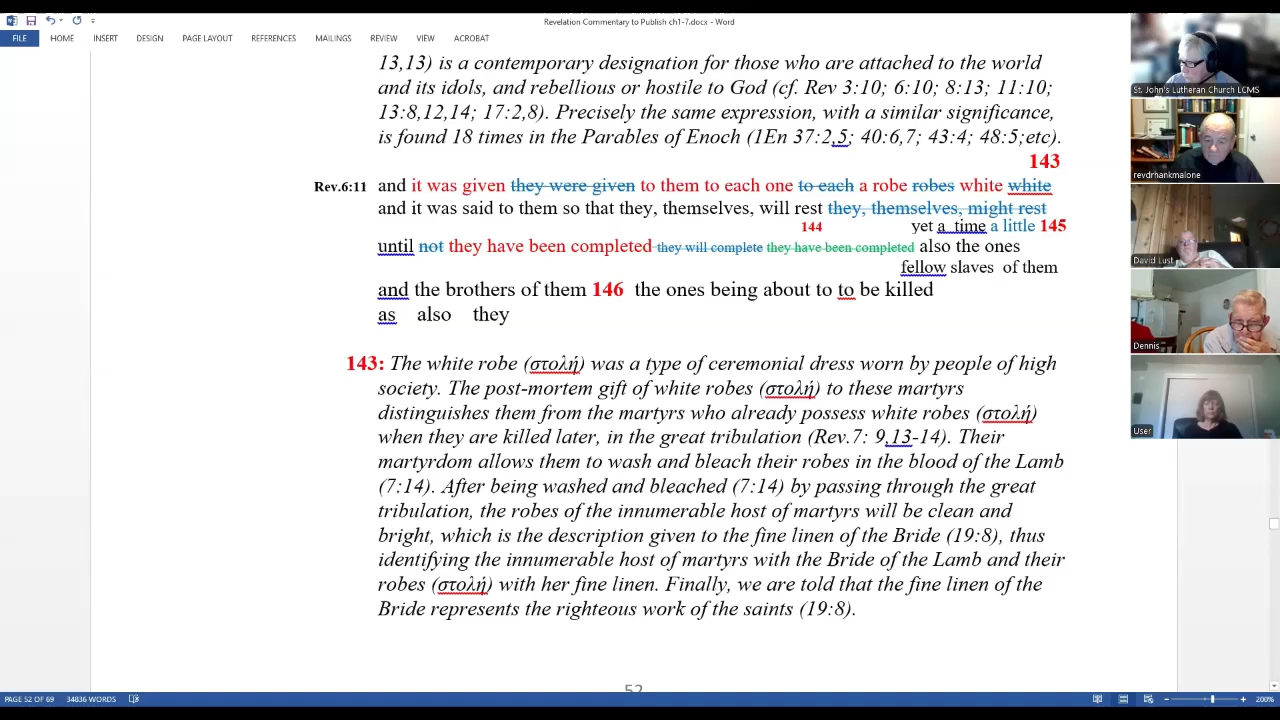 Revelation Commentary to Publish ch1-7.docx - Word
FILE HOME INSERT DESIGN PAGE LAYOUT REFERENCES MAILINGS REVIEW VIEW ACROBAT
13,13) is a contemporary designation for those who are attached to the world
and its idols, and rebellious or hostile to God (cf. Rev 3:10; 6:10; 8:13; 11:10;
13:8,12,14; 17:2,8). Precisely the same expression, with a similar significance,
is found 18 times in the Parables of Enoch (1En 37:2,5; 40:6,7; 43:4; 48:5;etc).
143
Rev.6:11 and it was given they were given to them to each one to each a robe robes white white
and it was said to them so that they, themselves, will rest they, themselves, might rest
144 yet a time a little 145
until not they have been completed they will complete they have been completed also the ones
fellow slaves of them
and the brothers of them 146 the ones being about to to be killed
as also they
143: The white robe (στολή) was a type of ceremonial dress worn by people of high
society. The post-mortem gift of white robes (στολή) to these martyrs
distinguishes them from the martyrs who already possess white robes (στολή)
when they are killed later, in the great tribulation (Rev.7: 9,13-14). Their
martyrdom allows them to wash and bleach their robes in the blood of the Lamb
(7:14). After being washed and bleached (7:14) by passing through the great
tribulation, the robes of the innumerable host of martyrs will be clean and
bright, which is the description given to the fine linen of the Bride (19:8), thus
identifying the innumerable host of martyrs with the Bride of the Lamb and their
robes (στολή) with her fine linen. Finally, we are told that the fine linen of the
Bride represents the righteous work of the saints (19:8).
52
PAGE 52 OF 69 34836 WORDS
200%
St. John's Lutheran Church LCMS
revdrhankmalone
David Lust
Dennis
User